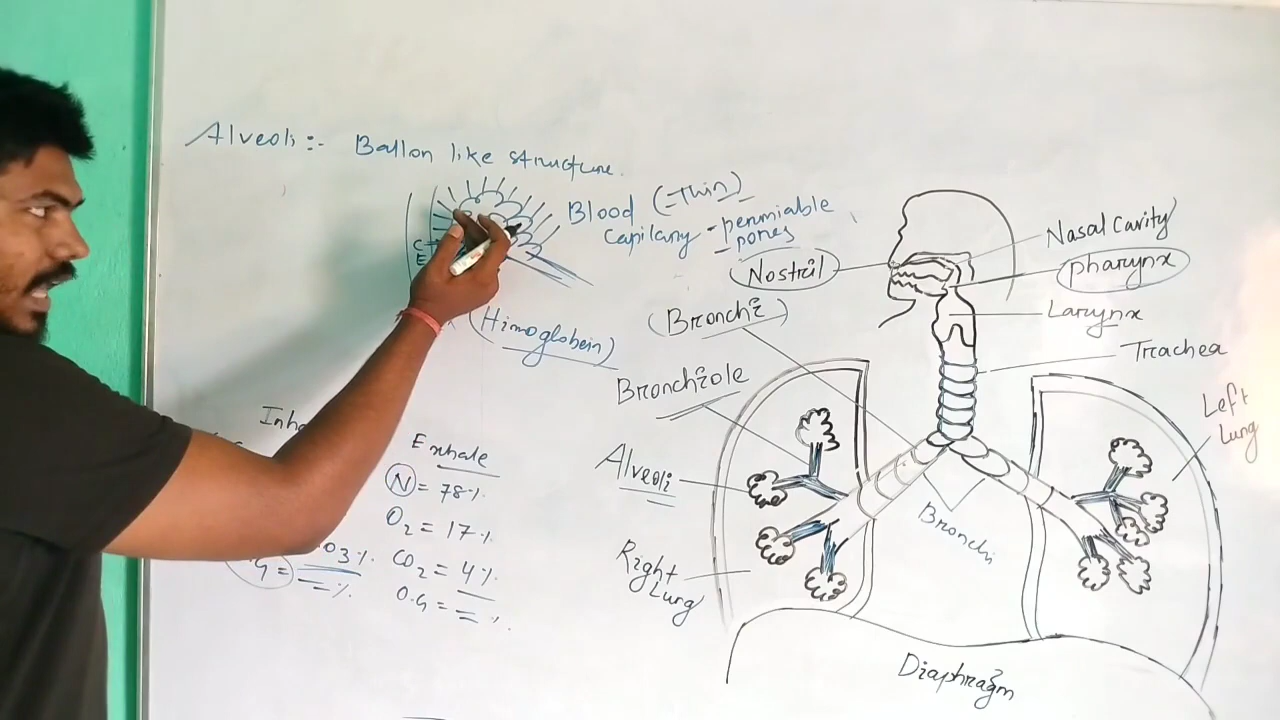 Alveoli :- Ballon like structure.
Blood (Thin)
Capilary - permiable
pores
(Himoglobein)
Exhale
N = 78%.
O2 = 17%
CO2 = 4%
O.G = = %.
03%.
= = %.
Nasal Cavity
Nostril
pharynx
Larynx
(Bronchi)
Trachea
Bronchiole
Left
Lung
Alveoli
Bronchi
Right
Lung
Diaphragm